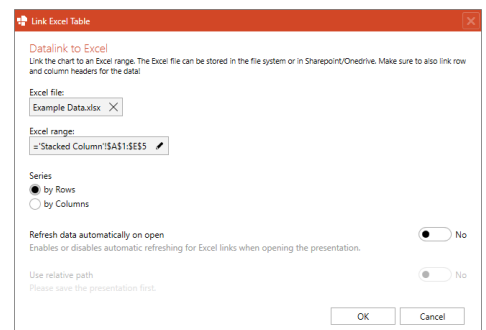 Link Excel Table
Datalink to Excel
Link the chart to an Excel range. The Excel file can be stored in the file system or in Sharepoint/Onedrive. Make sure to also link row
and column headers for the data!
Excel file:
Example Data.xlsx
Excel range:
='Stacked Column'!$A$1:$E$5
Series
by Rows
by Columns
Refresh data automatically on open
No
Enables or disables automatic refreshing for Excel links when opening the presentation.
Use relative path
No
Please save the presentation first.
OK
Cancel